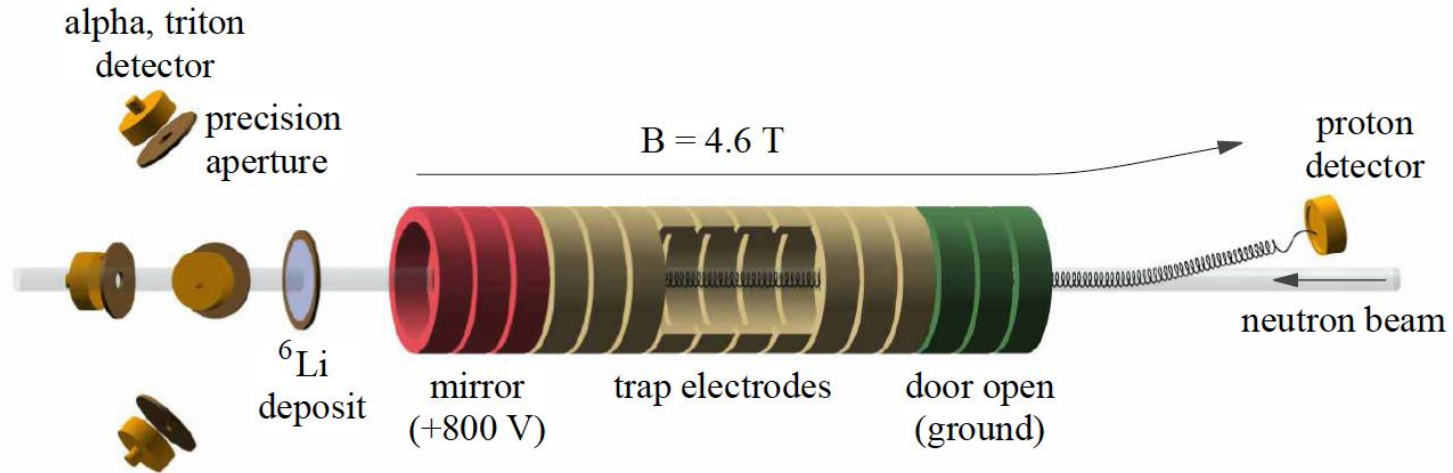 alpha, triton
detector
precision
aperture
B = 4.6 T
proton
detector
neutron beam
⁶Li
deposit
mirror
(+800 V)
trap electrodes
door open
(ground)